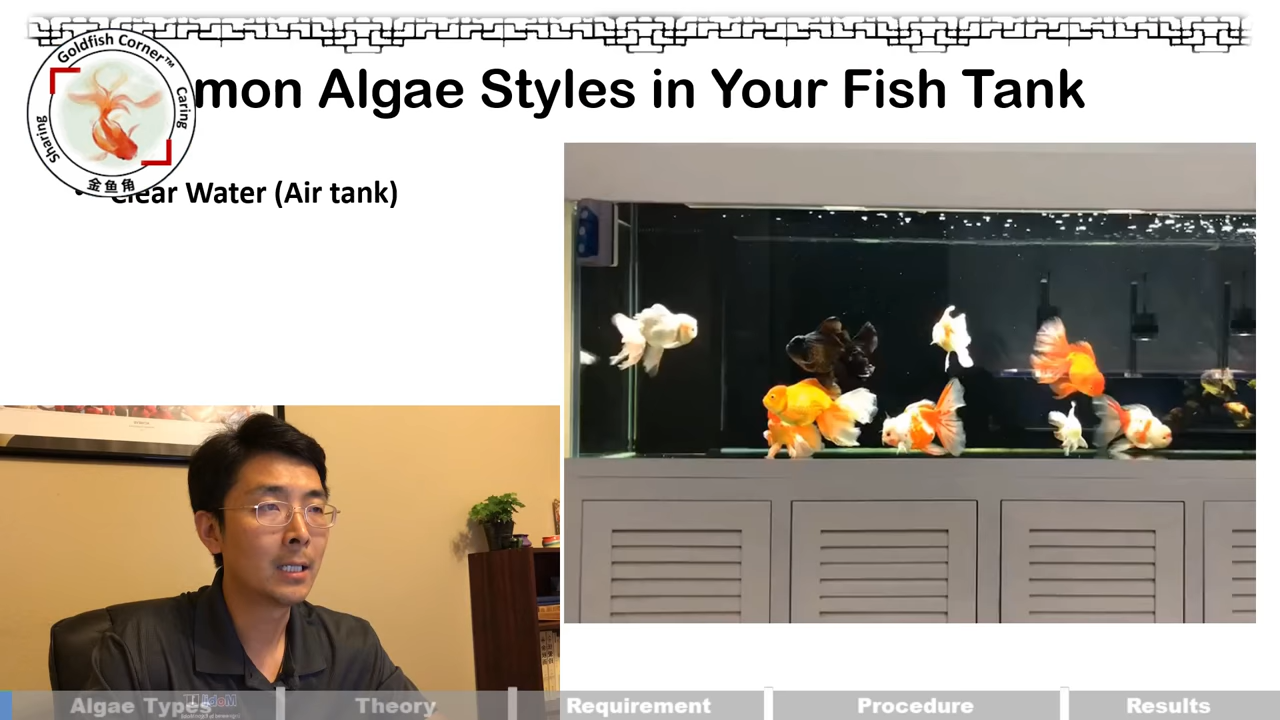 Goldfish Corner™
Caring
Sharing
金鱼角
mon Algae Styles in Your Fish Tank
Clear Water (Air tank)
Algae Types
Theory
Requirement
Procedure
Results